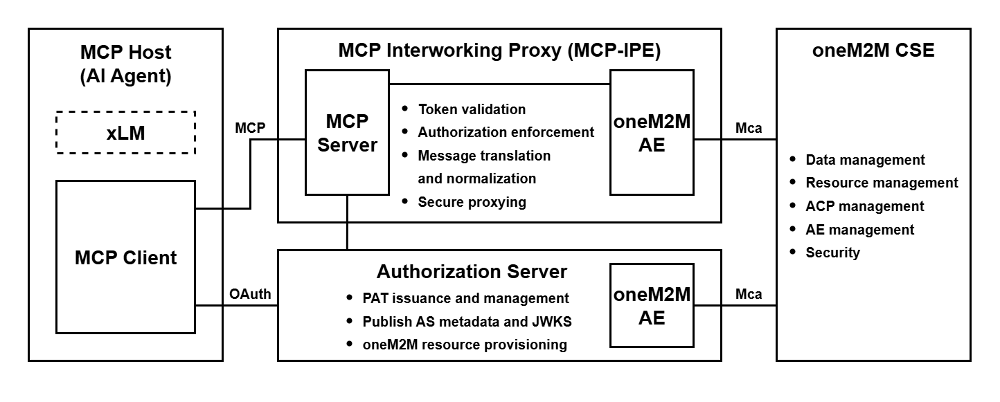 MCP Host
(AI Agent)
xLM
MCP Client
MCP
OAuth
MCP Interworking Proxy (MCP-IPE)
MCP
Server
• Token validation
• Authorization enforcement
• Message translation
and normalization
• Secure proxying
oneM2M
AE
Authorization Server
• PAT issuance and management
• Publish AS metadata and JWKS
• oneM2M resource provisioning
oneM2M
AE
Mca
Mca
oneM2M CSE
• Data management
• Resource management
• ACP management
• AE management
• Security